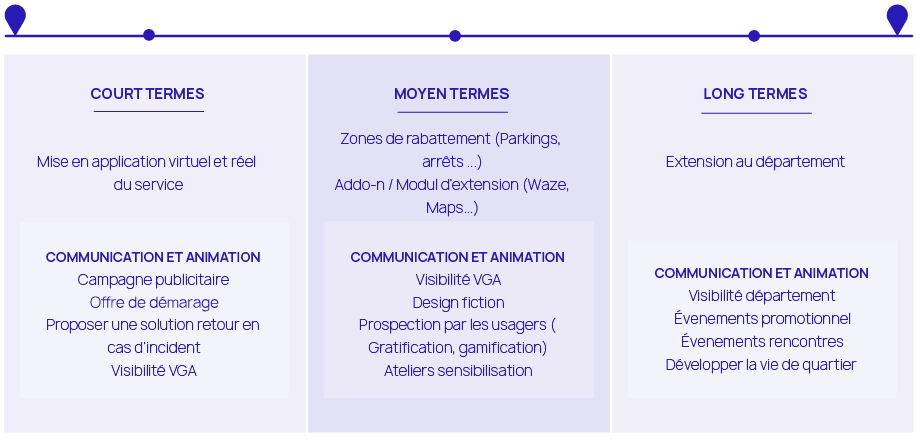 COURT TERMES
Mise en application virtuel et réel
du service
COMMUNICATION ET ANIMATION
Campagne publicitaire
Offre de démarage
Proposer une solution retour en
cas d'incident
Visibilité VGA
MOYEN TERMES
Zones de rabattement (Parkings,
arrêts ...)
Addo-n / Modul d'extension (Waze,
Maps...)
COMMUNICATION ET ANIMATION
Visibilité VGA
Design fiction
Prospection par les usagers (
Gratification, gamification)
Ateliers sensibilisation
LONG TERMES
Extension au département
COMMUNICATION ET ANIMATION
Visibilité département
Évenements promotionnel
Évenements rencontres
Développer la vie de quartier